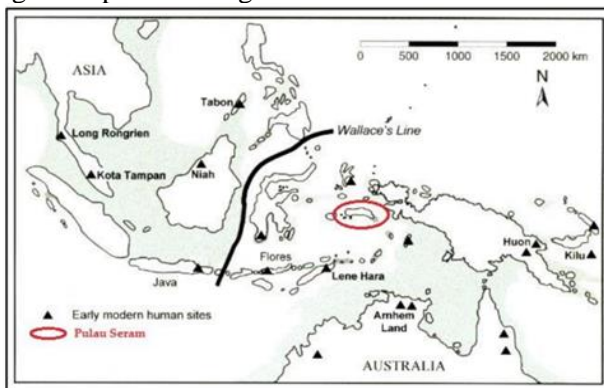 0 500 1000 1500 2000 km
ASIA
N
Tabon
Wallace's Line
Long Rongrien
Kota Tampan
Niah
Huon
Kilu
Flores
Java
Lene Hara
Early modern human sites
Arnhem
Land
Pulau Seram
AUSTRALIA